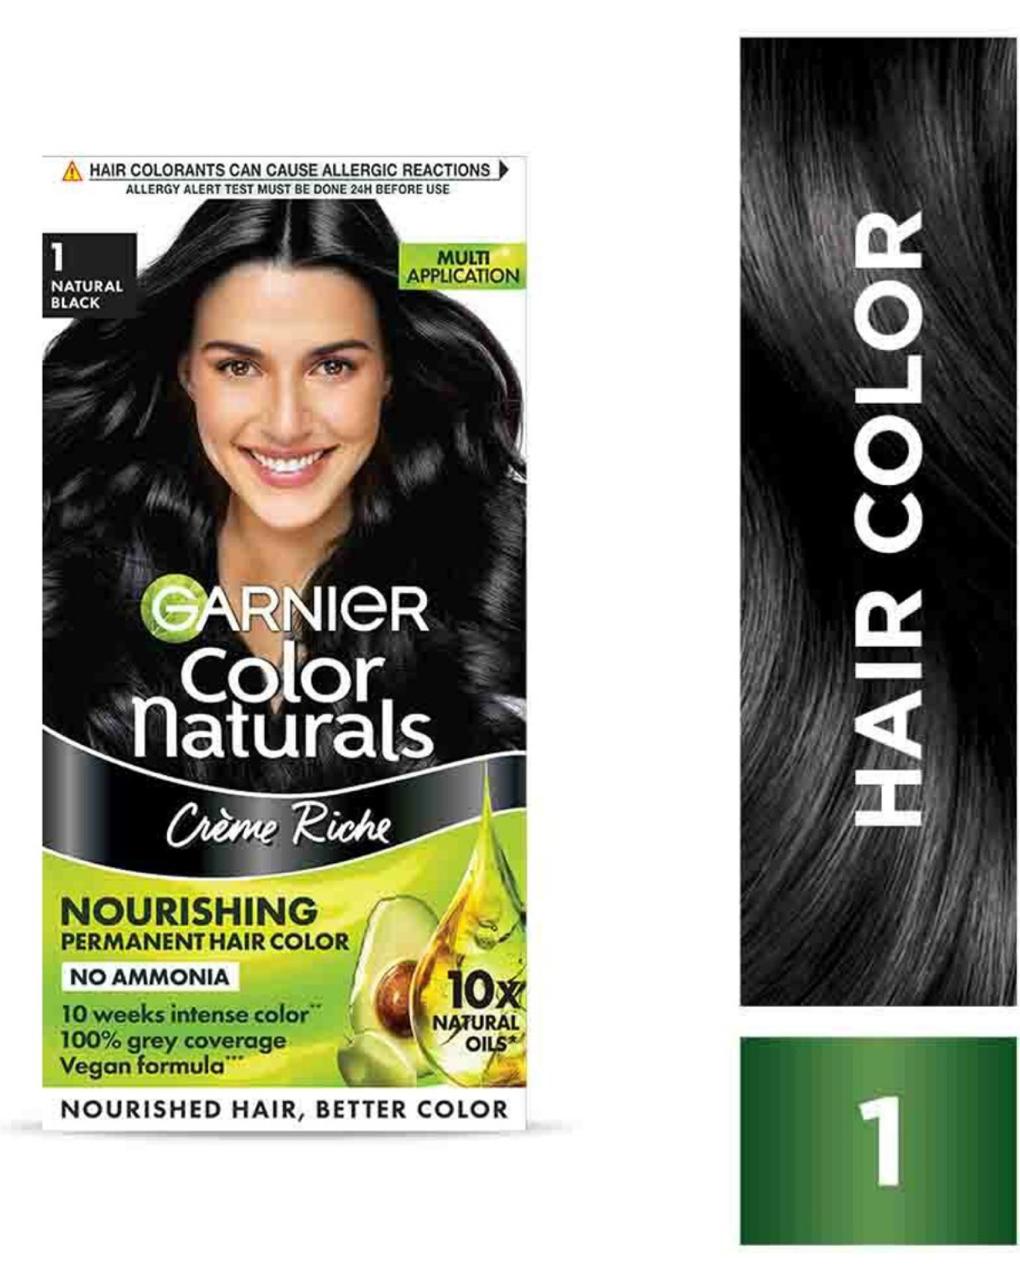 HAIR COLORANTS CAN CAUSE ALLERGIC REACTIONS
ALLERGY ALERT TEST MUST BE DONE 24H BEFORE USE
1
NATURAL
BLACK
MULTI
APPLICATION
GARNIER
Color
Naturals
Crème Riche
NOURISHING
PERMANENT HAIR COLOR
NO AMMONIA
10 weeks intense color**
100% grey coverage
Vegan formula***
10x
NATURAL
OILS*
NOURISHED HAIR, BETTER COLOR
HAIR COLOR
1